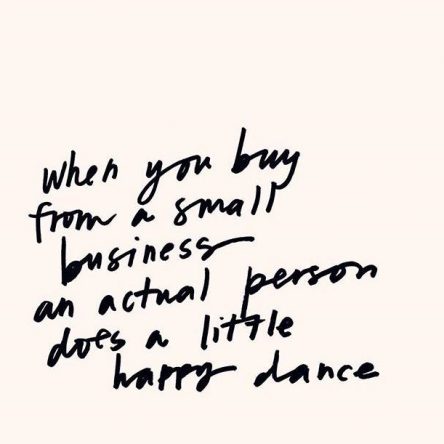 when you buy
from a small
business
an actual person
does a little
happy dance